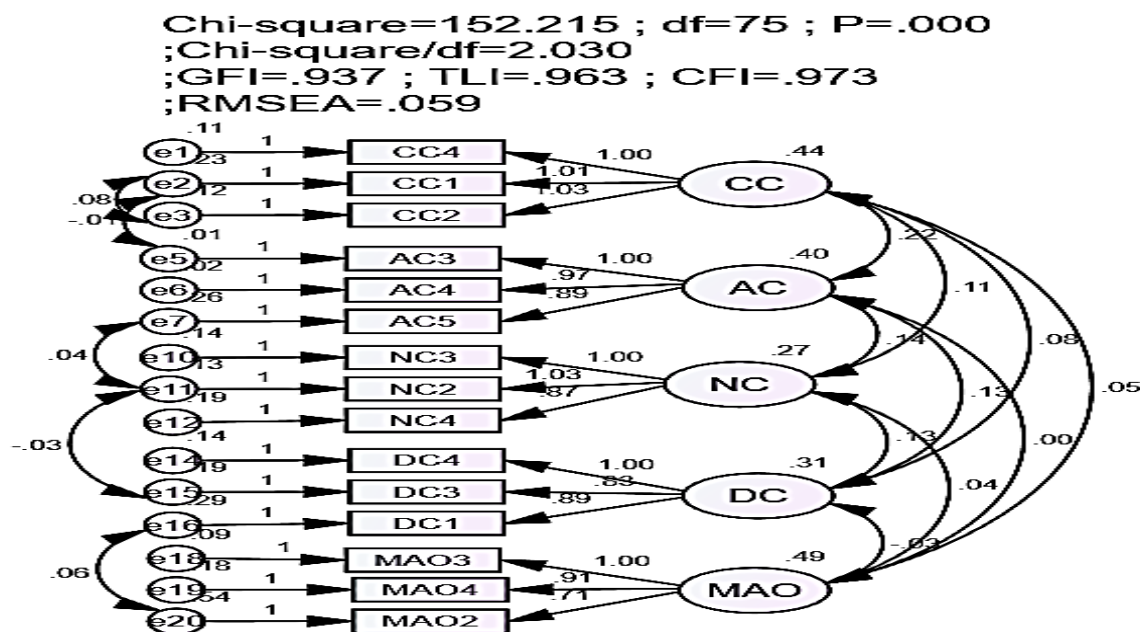 Chi-square=152.215 ; df=75 ; P=.000
;Chi-square/df=2.030
;GFI=.937 ; TLI=.963 ; CFI=.973
;RMSEA=.059
.11
e1 1 CC4 1.00 .44
.23
e2 1 CC1 1.01 CC
.12
.08 e3 1 CC2 1.03
-.01
.01 .22
e5 1 AC3 1.00 .40
.02
e6 1 AC4 .97 AC .11
.26
e7 1 AC5 .89
.14 .14 .08
.04 e10 1 NC3 1.00 .27
.13
e11 1 NC2 1.03 NC .13 .05
.19
e12 1 NC4 .87
.14 .13 .00
-.03 e14 1 DC4 1.00 .31
.19
e15 1 DC3 .83 DC .04
.29
e16 1 DC1 .89
.09 -.03
e18 1 MAO3 1.00 .49
.06 .18
e19 1 MAO4 .91 MAO
.54
e20 1 MAO2 .71